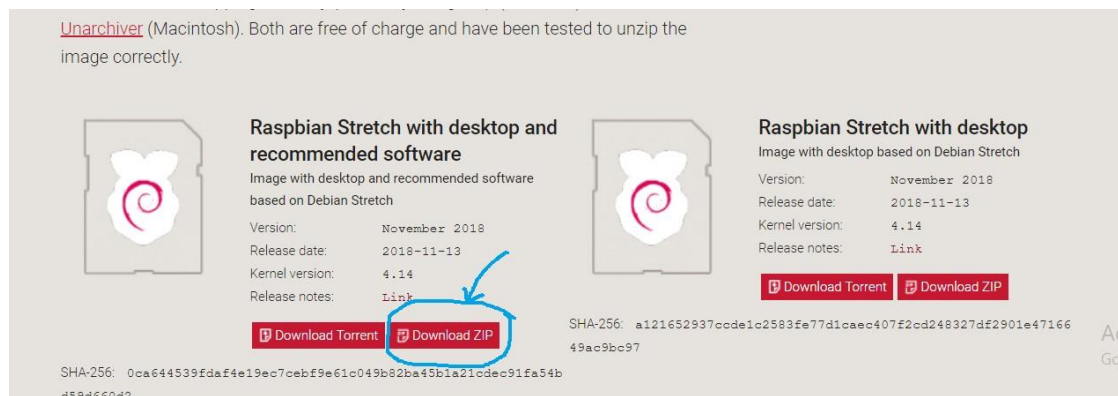 Unarchiver (Macintosh). Both are free of charge and have been tested to unzip the
image correctly.
Raspbian Stretch with desktop and
recommended software
Image with desktop and recommended software
based on Debian Stretch
Version: November 2018
Release date: 2018-11-13
Kernel version: 4.14
Release notes: Link
Download Torrent Download ZIP
SHA-256: 0ca644539fdaf4e19ec7cebf9e61c049b82ba45b1a21cdec91fa54b
d59d660d2
Raspbian Stretch with desktop
Image with desktop based on Debian Stretch
Version: November 2018
Release date: 2018-11-13
Kernel version: 4.14
Release notes: Link
Download Torrent Download ZIP
SHA-256: a121652937ccde1c2583fe77d1caec407f2cd248327df2901e47166
49ac9bc97